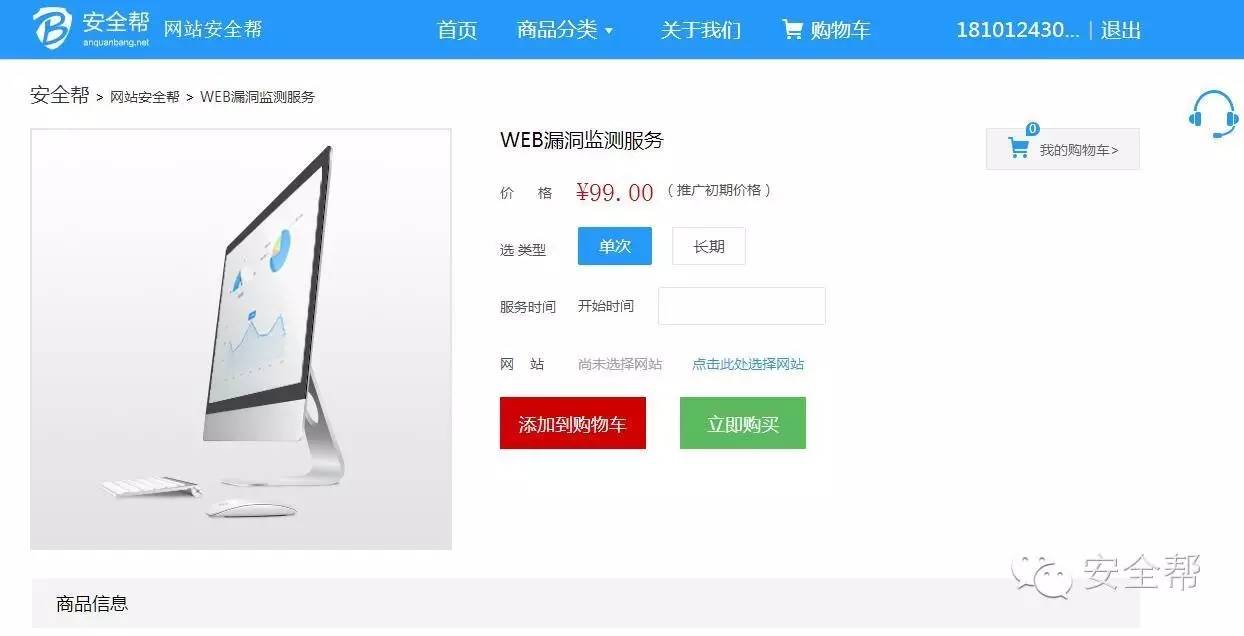 安全帮 网站安全帮 首页 商品分类 关于我们 购物车 181012430... | 退出
anquanbang.net
安全帮 > 网站安全帮 > WEB漏洞监测服务
WEB漏洞监测服务
0
我的购物车>
价 格 ¥99.00 （推广初期价格）
选 类型 单次 长期
服务时间 开始时间
网 站 尚未选择网站 点击此处选择网站
添加到购物车 立即购买
安全帮
商品信息